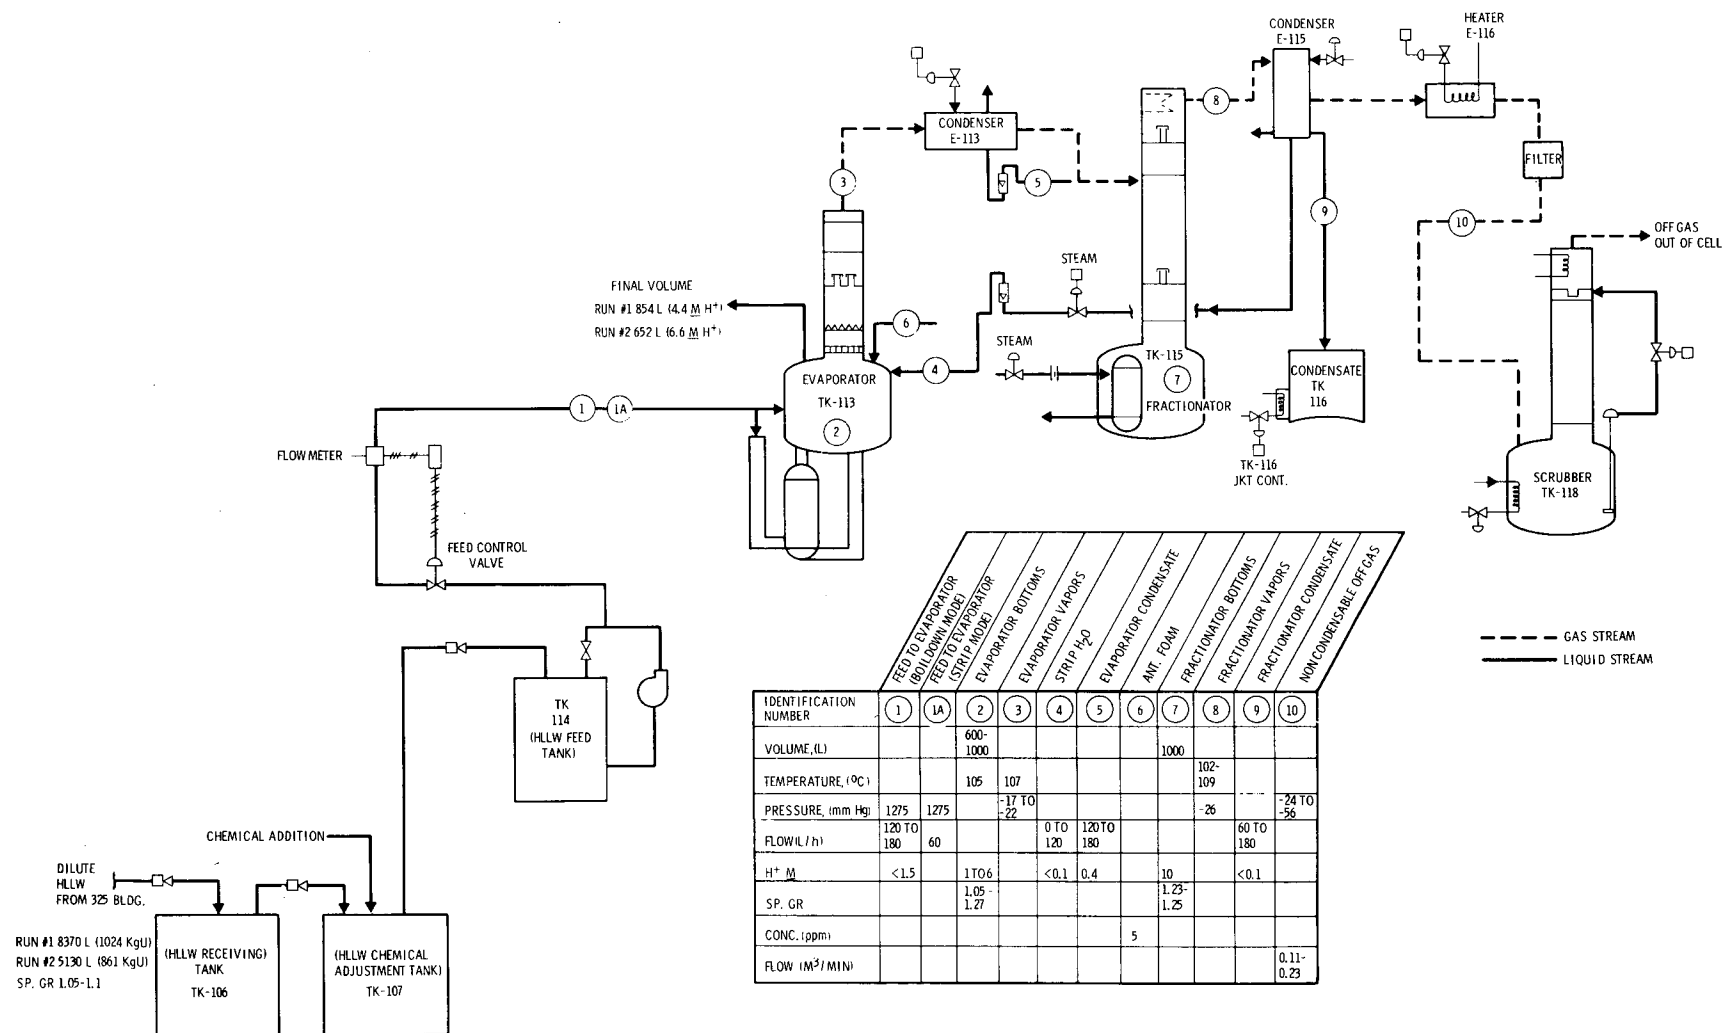 CONDENSER
E-115
HEATER
E-116
CONDENSER
E-113
8
FILTER
3
5
9
10
OFF GAS
OUT OF CELL
STEAM
FINAL VOLUME
RUN #1 854 L (4.4 M H+)
RUN #2 652 L (6.6 M H+)
6
STEAM
TK-115
7
FRACTIONATOR
4
EVAPORATOR
TK-113
2
CONDENSATE
TK
116
1
1A
FLOW METER
TK-116
JKT CONT.
SCRUBBER
TK-118
FEED CONTROL
VALVE
TK
114
(HLLW FEED
TANK)
GAS STREAM
LIQUID STREAM
CHEMICAL ADDITION
DILUTE
HLLW
FROM 325 BLDG.
RUN #1 8370 L (1024 KgU)
RUN #2 5130 L (861 KgU)
SP. GR 1.05-1.1
(HLLW RECEIVING)
TANK
TK-106
(HLLW CHEMICAL
ADJUSTMENT TANK)
TK-107
FEED TO EVAPORATOR
(BOILDOWN MODE)
FEED TO EVAPORATOR
(STRIP MODE)
EVAPORATOR BOTTOMS
EVAPORATOR VAPORS
STRIP H2O
EVAPORATOR CONDENSATE
ANT. FOAM
FRACTIONATOR BOTTOMS
FRACTIONATOR VAPORS
FRACTIONATOR CONDENSATE
NONCONDENSABLE OFF GAS
IDENTIFICATION
NUMBER 1 1A 2 3 4 5 6 7 8 9 10
VOLUME, (L) 600-1000 1000
TEMPERATURE, (°C) 105 107 102-109
PRESSURE, (mm Hg) 1275 1275 -17 TO -22 -26 -24 TO -56
FLOW (L/h) 120 TO 180 60 0 TO 120 120 TO 180 60 TO 180
H+ M <1.5 1 TO 6 <0.1 0.4 10 <0.1
SP. GR 1.05-1.27 1.23-1.25
CONC. (ppm) 5
FLOW (M3/MIN) 0.11-0.23